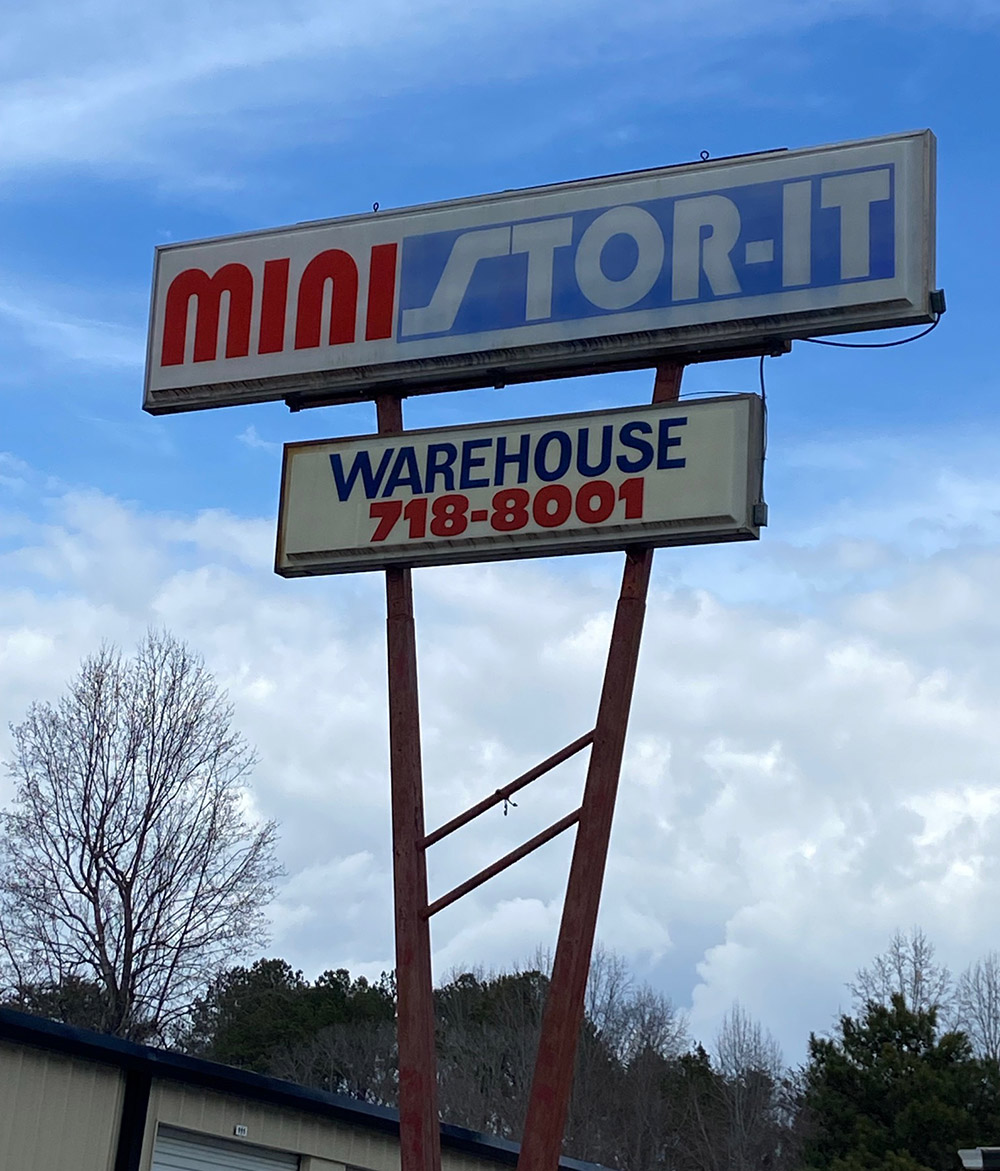 MINI STOR-IT
WAREHOUSE
718-8001